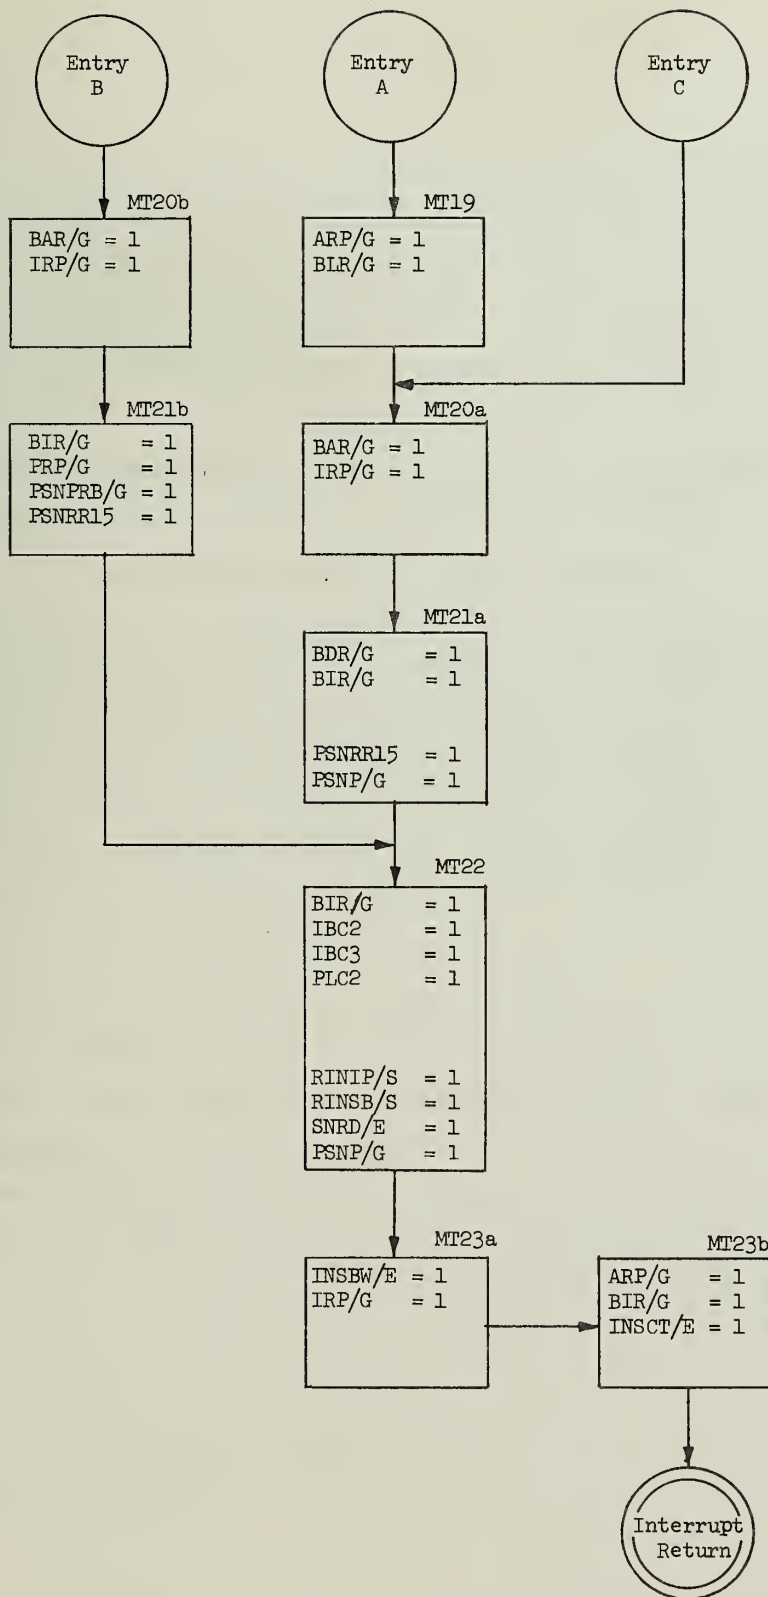 Entry
B
Entry
A
Entry
C
MT20b
BAR/G = 1
IRP/G = 1
MT19
ARP/G = 1
BLR/G = 1
MT21b
BIR/G = 1
PRP/G = 1
PSNPRB/G = 1
PSNRR15 = 1
MT20a
BAR/G = 1
IRP/G = 1
MT21a
BDR/G = 1
BIR/G = 1
PSNRR15 = 1
PSNP/G = 1
MT22
BIR/G = 1
IBC2 = 1
IBC3 = 1
PLC2 = 1
RINIP/S = 1
RINSB/S = 1
SNRD/E = 1
PSNP/G = 1
MT23a
INSBW/E = 1
IRP/G = 1
MT23b
ARP/G = 1
BIR/G = 1
INSCT/E = 1
Interrupt
Return